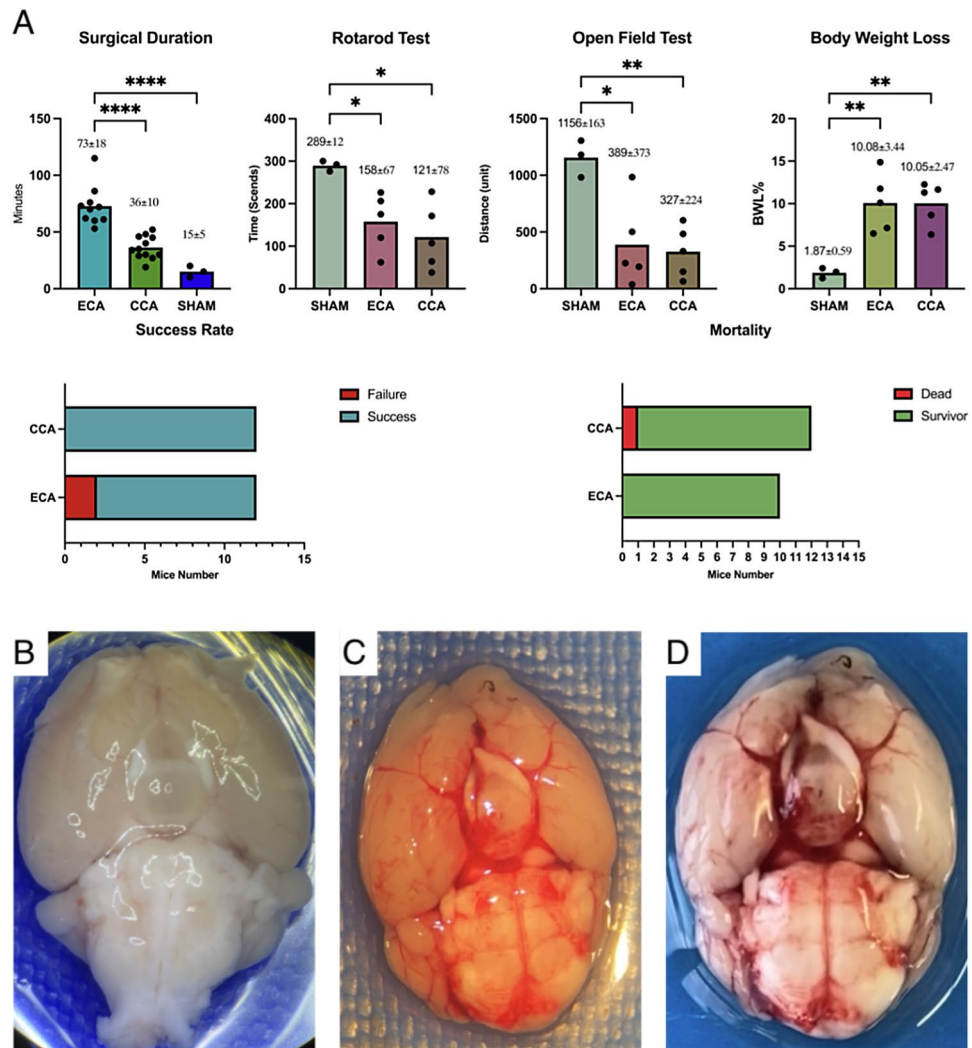 A
Surgical Duration
Rotarod Test
Open Field Test
Body Weight Loss
****
****
150
100
50
0
Minutes
73±18
36±10
15±5
ECA
CCA
SHAM
*
*
400
300
200
100
0
Time (Scends)
289±12
158±67
121±78
SHAM
ECA
CCA
**
*
1500
1000
500
0
Distance (unit)
1156±163
389±373
327±224
SHAM
ECA
CCA
**
**
20
15
10
5
0
BWL%
1.87±0.59
10.08±3.44
10.05±2.47
SHAM
ECA
CCA
Success Rate
Failure
Success
CCA
ECA
0
5
10
15
Mice Number
Mortality
Dead
Survivor
CCA
ECA
0 1 2 3 4 5 6 7 8 9 10 11 12 13 14 15
Mice Number
B
C
D